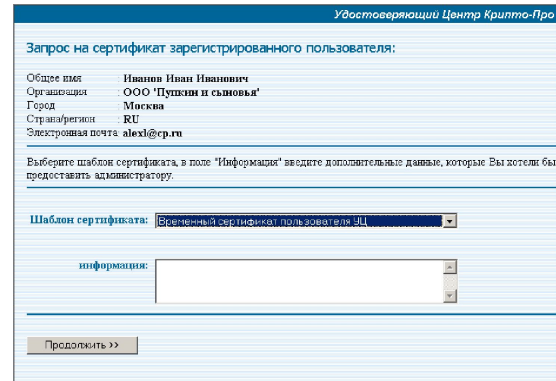 Удостоверяющий Центр Крипто-Про
Запрос на сертификат зарегистрированного пользователя:
Общее имя : Иванов Иван Иванович
Организация : ООО 'Пупкин и сыновья'
Город : Москва
Страна/регион : RU
Электронная почта: alexl@cp.ru
Выберите шаблон сертификата, в поле "Информация" введите дополнительные данные, которые Вы хотели бы
предоставить администратору.
Шаблон сертификата: Временный сертификат пользователя УЦ
информация:
Продолжить >>